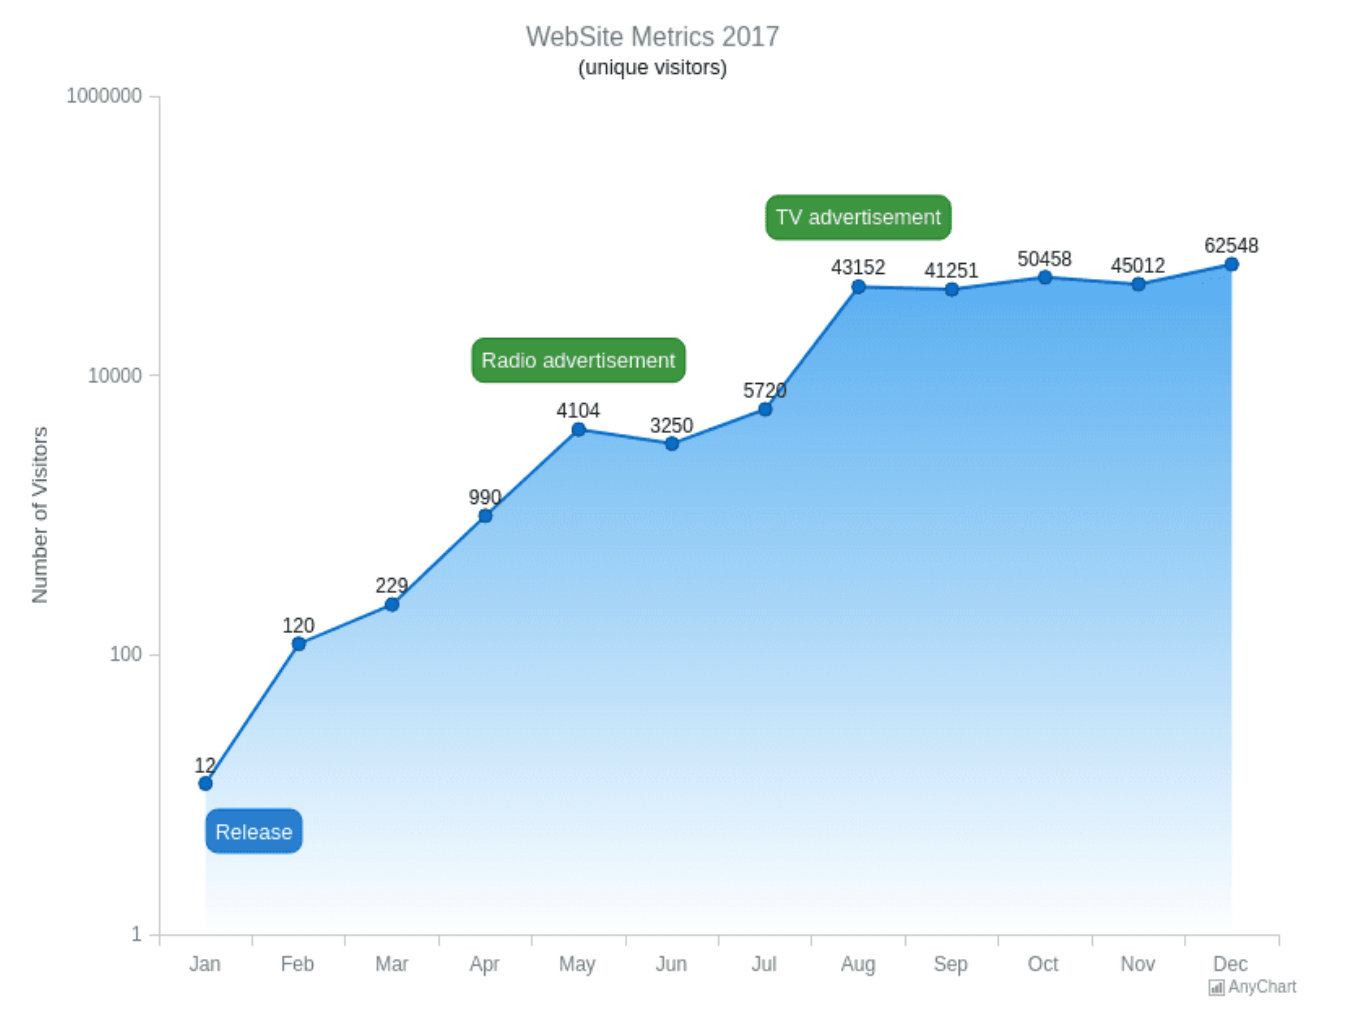 WebSite Metrics 2017
(unique visitors)
1000000
10000
100
1
Number of Visitors
12
120
229
990
4104
3250
5720
43152
41251
50458
45012
62548
Release
Radio advertisement
TV advertisement
Jan
Feb
Mar
Apr
May
Jun
Jul
Aug
Sep
Oct
Nov
Dec
AnyChart